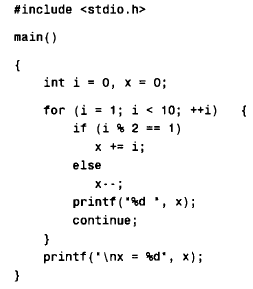 #include <stdio.h>
main()
{
int i = 0, x = 0;
for (i = 1; i < 10; ++i) {
if (i % 2 == 1)
x += i;
else
x--;
printf("%d ", x);
continue;
}
printf("\nx = %d", x);
}